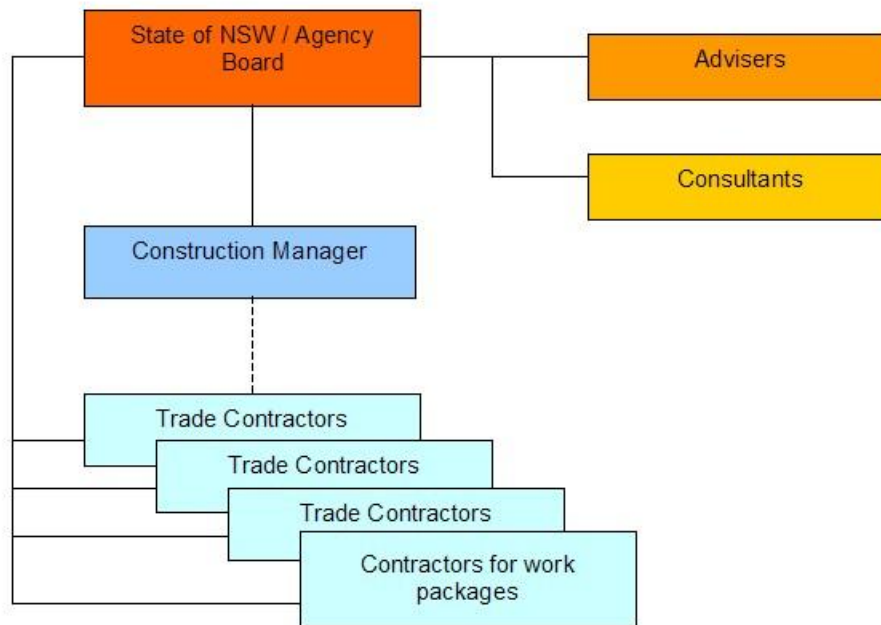 State of NSW / Agency
Board
Advisers
Consultants
Construction Manager
Trade Contractors
Trade Contractors
Trade Contractors
Contractors for work
packages